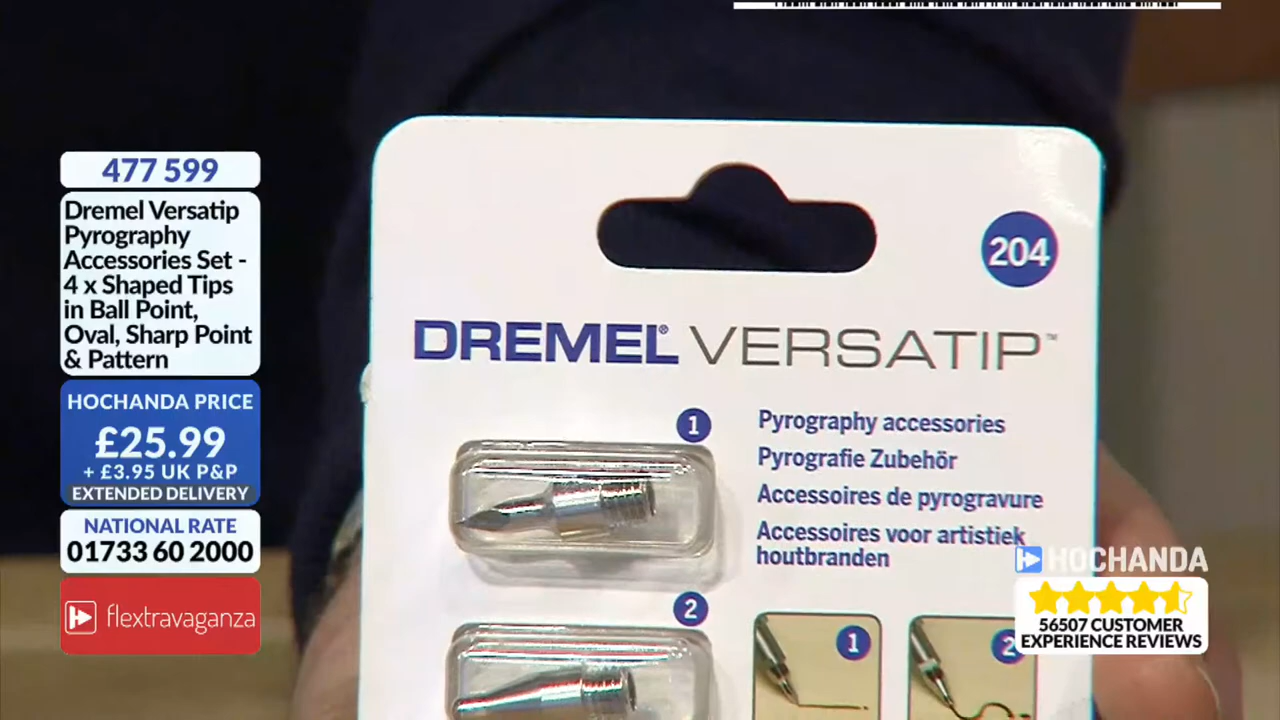 477 599
Dremel Versatip
Pyrography
Accessories Set -
4 x Shaped Tips
in Ball Point,
Oval, Sharp Point
& Pattern
HOCHANDA PRICE
£25.99
+ £3.95 UK P&P
EXTENDED DELIVERY
NATIONAL RATE
01733 60 2000
flextravaganza
204
DREMEL® VERSATIP™
1
Pyrography accessories
Pyrografie Zubehör
Accessoires de pyrogravure
Accessoires voor artistiek
houtbranden
2
1
2
HOCHANDA
56507 CUSTOMER
EXPERIENCE REVIEWS